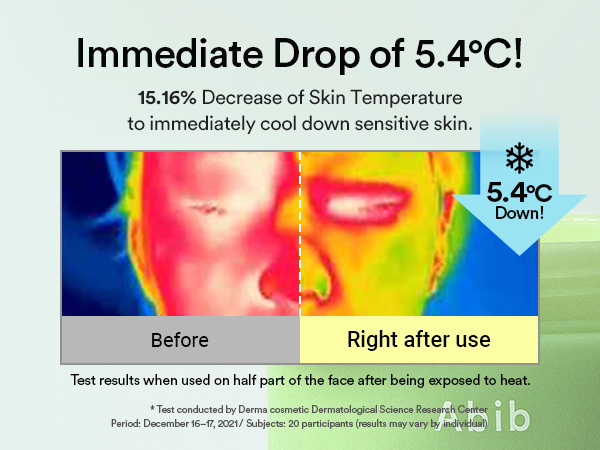 Immediate Drop of 5.4°C!
15.16% Decrease of Skin Temperature
to immediately cool down sensitive skin.
5.4°C
Down!
Before
Right after use
Test results when used on half part of the face after being exposed to heat.
* Test conducted by Derma cosmetic Dermatological Science Research Center
Period: December 16–17, 2021/ Subjects: 20 participants (results may vary by individual)
Abib